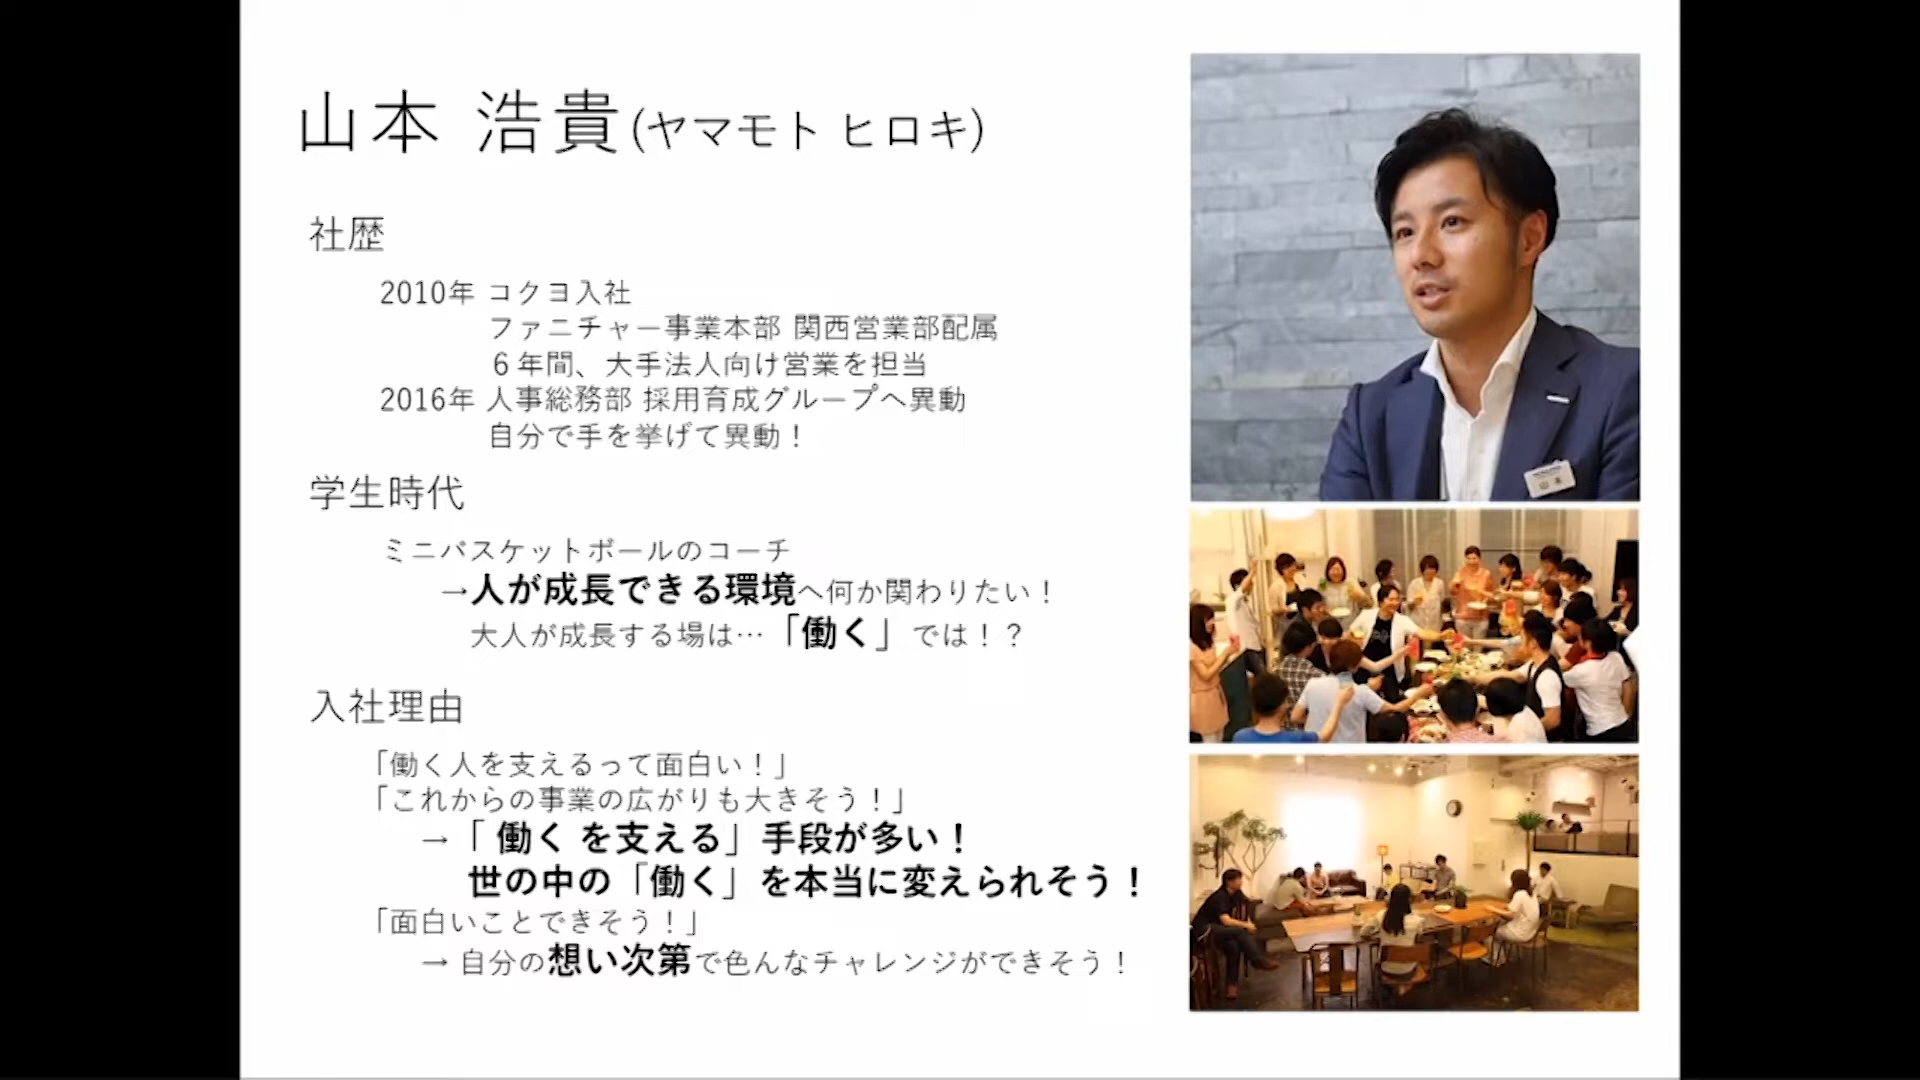 山本 浩貴(ヤマモト ヒロキ)
社歴
2010年 コクヨ入社
ファニチャー事業本部 関西営業部配属
６年間、大手法人向け営業を担当
2016年 人事総務部 採用育成グループへ異動
自分で手を挙げて異動！
学生時代
ミニバスケットボールのコーチ
→人が成長できる環境へ何か関わりたい！
大人が成長する場は…「働く」では！？
入社理由
「働く人を支えるって面白い！」
「これからの事業の広がりも大きそう！」
→「 働く を支える」手段が多い！
世の中の「働く」を本当に変えられそう！
「面白いことできそう！」
→ 自分の想い次第で色んなチャレンジができそう！
山本